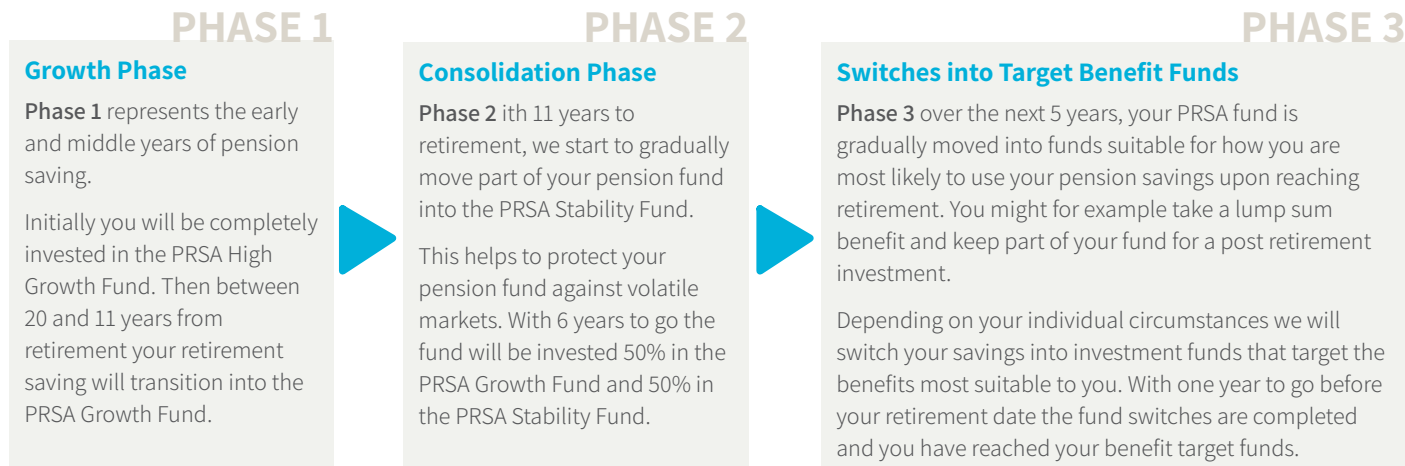 PHASE 1
Growth Phase
Phase 1 represents the early
and middle years of pension
saving.
Initially you will be completely
invested in the PRSA High
Growth Fund. Then between
20 and 11 years from
retirement your retirement
saving will transition into the
PRSA Growth Fund.
PHASE 2
Consolidation Phase
Phase 2 ith 11 years to
retirement, we start to gradually
move part of your pension fund
into the PRSA Stability Fund.
This helps to protect your
pension fund against volatile
markets. With 6 years to go the
fund will be invested 50% in the
PRSA Growth Fund and 50% in
the PRSA Stability Fund.
PHASE 3
Switches into Target Benefit Funds
Phase 3 over the next 5 years, your PRSA fund is
gradually moved into funds suitable for how you are
most likely to use your pension savings upon reaching
retirement. You might for example take a lump sum
benefit and keep part of your fund for a post retirement
investment.
Depending on your individual circumstances we will
switch your savings into investment funds that target the
benefits most suitable to you. With one year to go before
your retirement date the fund switches are completed
and you have reached your benefit target funds.